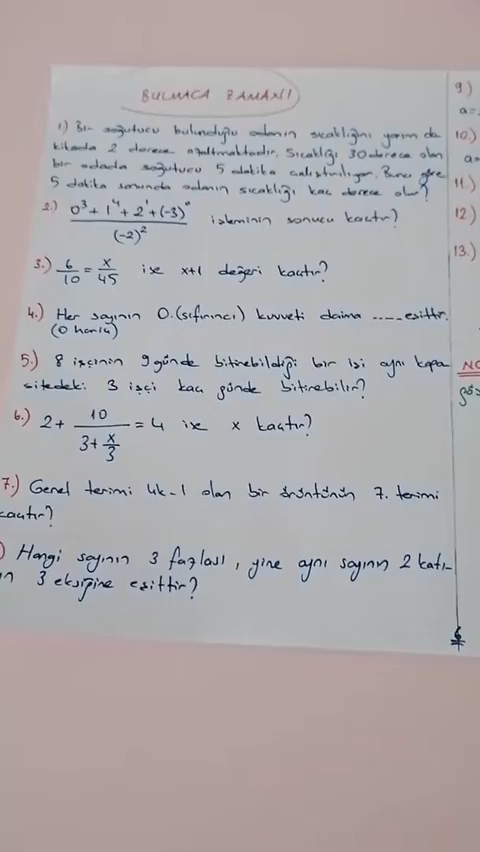 BULMACA ZAMANI
1) Bir soğutucu bulunduğu odanın sıcaklığını yarım da
kikada 2 derece azaltmaktadır. Sıcaklığı 30 derece olan
bir odada soğutucu 5 dakika çalıştırılıyor. Buna göre
5 dakika sonunda odanın sıcaklığı kaç derece olur?
2.) 0³+1⁴+2¹+(-3)⁰ / (-2)² işleminin sonucu kaçtır?
3.) 6/10 = x/45 ise x+1 değeri kaçtır?
4.) Her sayının 0.(sıfırıncı) kuvveti daima ..... eşittir.
(0 hariç)
5.) 8 işçinin 9 günde bitirebildiği bir işi aynı kapa
sitedeki 3 işçi kaç günde bitirebilir?
6.) 2 + 10/(3 + x/3) = 4 ise x kaçtır?
7.) Genel terimi 4k-1 olan bir örüntünün 7. terimi
kaçtır?
) Hangi sayının 3 fazlası, yine aynı sayının 2 katı-
ın 3 eksiğine eşittir?
9.)
a=
10.)
a=
11.)
12)
13.)
NO
6